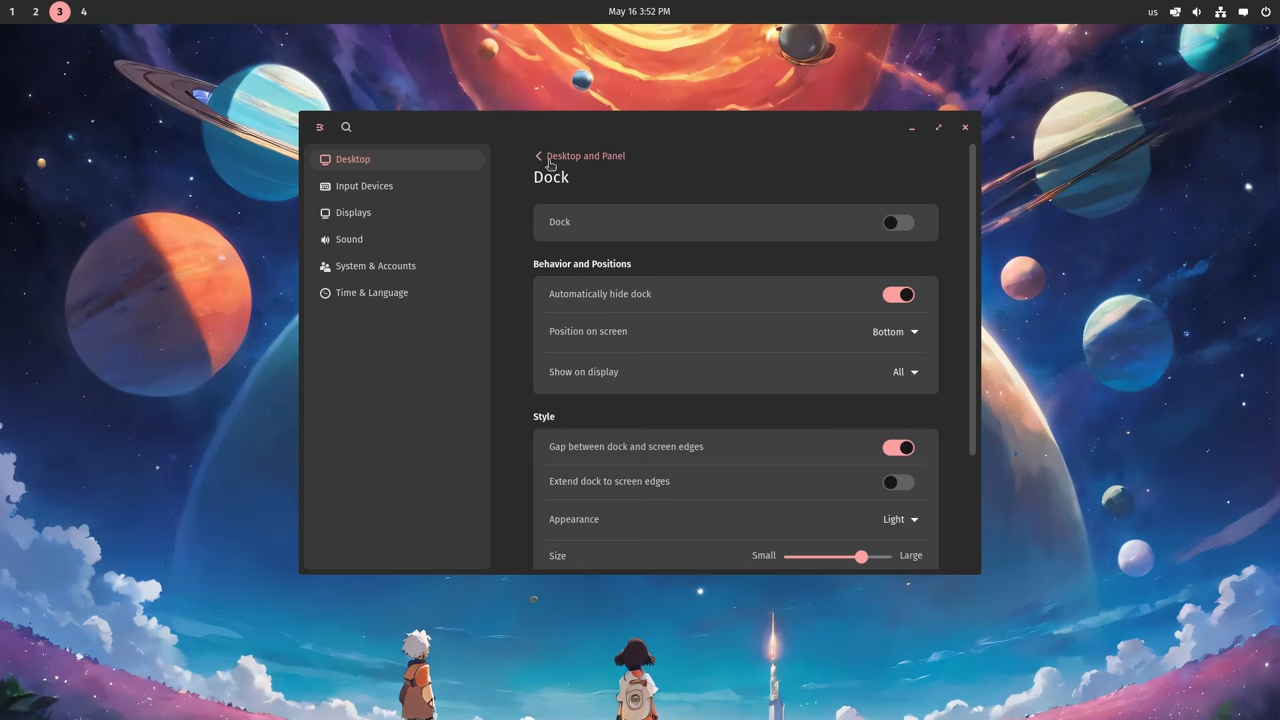 1 2 3 4 May 16 3:52 PM us
Desktop and Panel
Dock
Desktop
Input Devices
Displays
Sound
System & Accounts
Time & Language
Dock
Behavior and Positions
Automatically hide dock
Position on screen Bottom
Show on display All
Style
Gap between dock and screen edges
Extend dock to screen edges
Appearance Light
Size Small Large